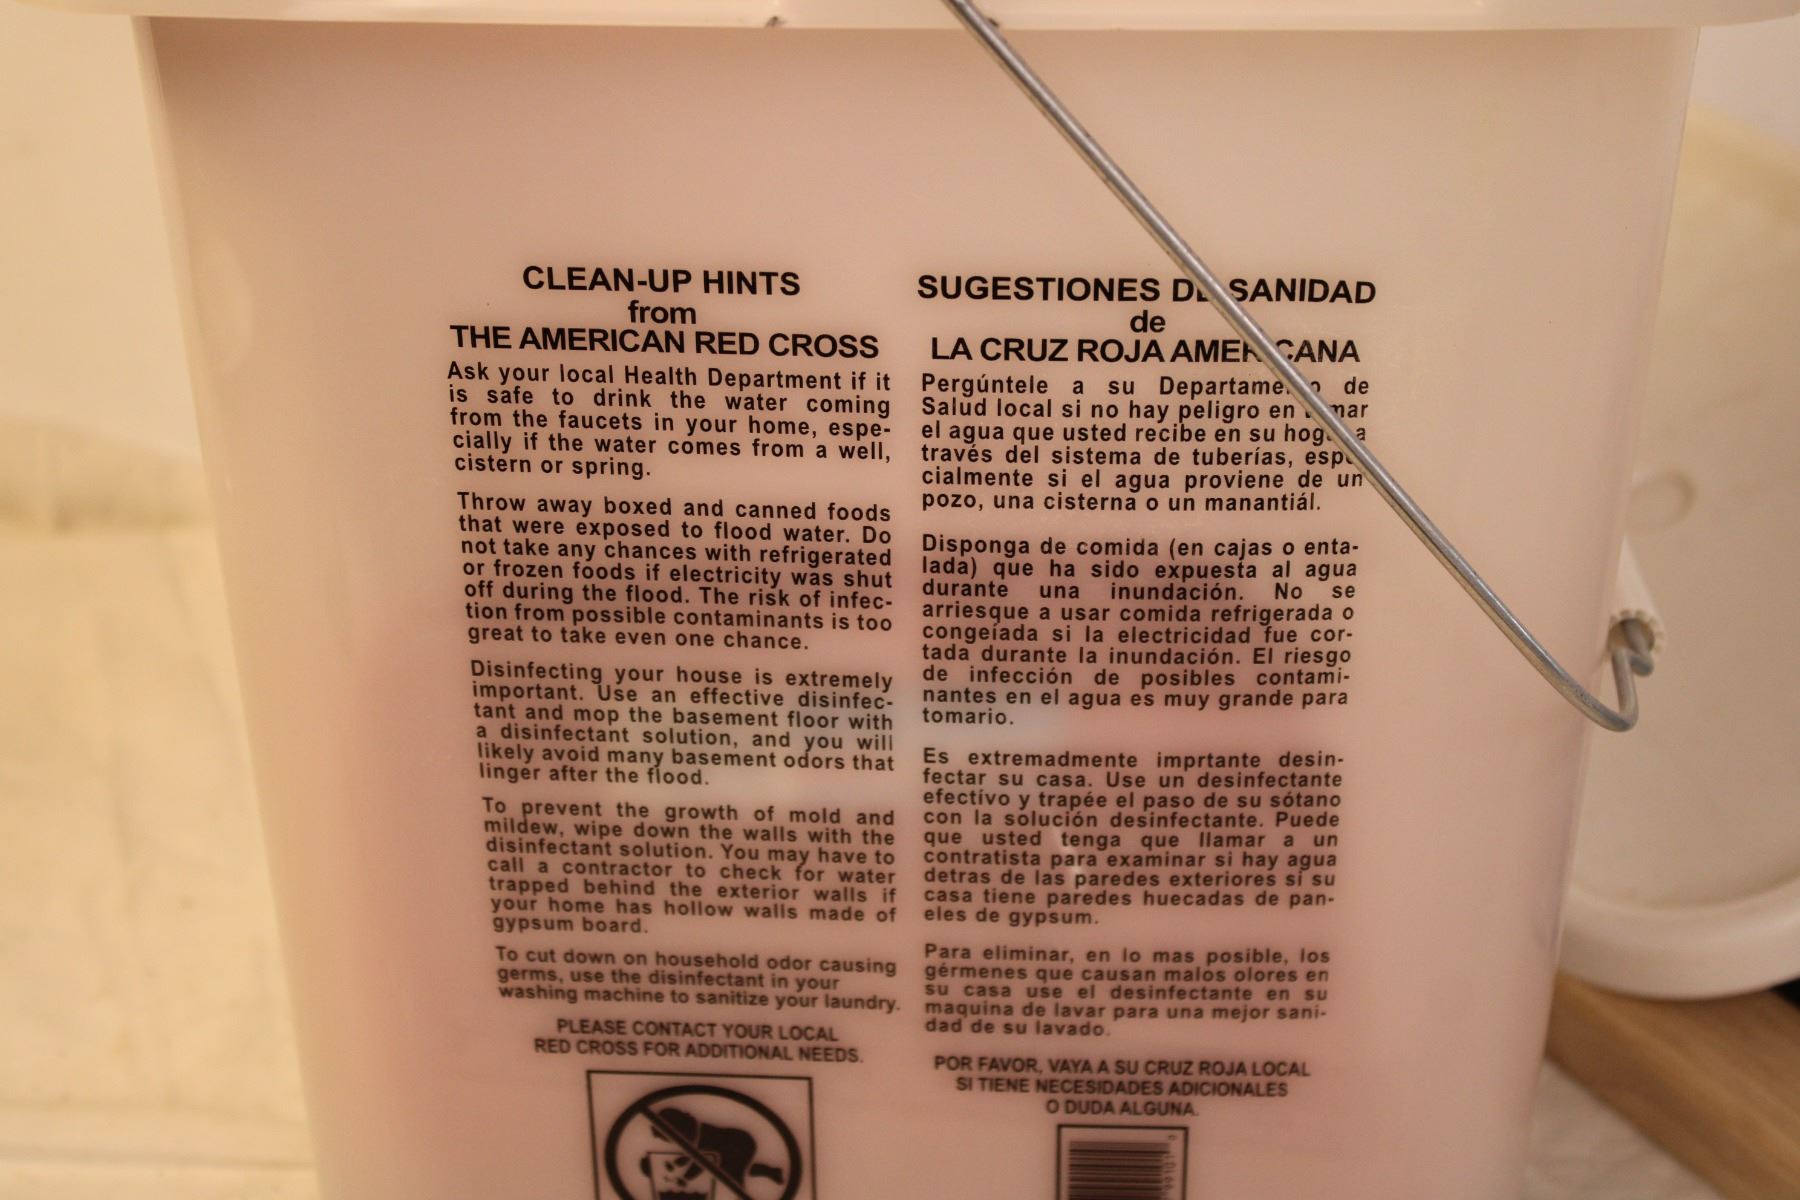 CLEAN-UP HINTS
from
THE AMERICAN RED CROSS
Ask your local Health Department if it
is safe to drink the water coming
from the faucets in your home, espe-
cially if the water comes from a well,
cistern or spring.
Throw away boxed and canned foods
that were exposed to flood water. Do
not take any chances with refrigerated
or frozen foods if electricity was shut
off during the flood. The risk of infec-
tion from possible contaminants is too
great to take even one chance.
Disinfecting your house is extremely
important. Use an effective disinfec-
tant and mop the basement floor with
a disinfectant solution, and you will
likely avoid many basement odors that
linger after the flood.
To prevent the growth of mold and
mildew, wipe down the walls with the
disinfectant solution. You may have to
call a contractor to check for water
trapped behind the exterior walls if
your home has hollow walls made of
gypsum board.
To cut down on household odor causing
germs, use the disinfectant in your
washing machine to sanitize your laundry.
PLEASE CONTACT YOUR LOCAL
RED CROSS FOR ADDITIONAL NEEDS.
SUGESTIONES DE SANIDAD
de
LA CRUZ ROJA AMERICANA
Pergúntele a su Departamento de
Salud local si no hay peligro en tomar
el agua que usted recibe en su hogar a
través del sistema de tuberías, espe-
cialmente si el agua proviene de un
pozo, una cisterna o un manantiál.
Disponga de comida (en cajas o enta-
lada) que ha sido expuesta al agua
durante una inundación. No se
arriesque a usar comida refrigerada o
congeíada si la electricidad fue cor-
tada durante la inundación. El riesgo
de infección de posibles contami-
nantes en el agua es muy grande para
tomario.
Es extremadmente imprtante desin-
fectar su casa. Use un desinfectante
efectívo y trapée el paso de su sótano
con la solución desinfectante. Puede
que usted tenga que llamar a un
contratista para examinar si hay agua
detras de las paredes exteriores si su
casa tiene paredes huecadas de pan-
eles de gypsum.
Para eliminar, en lo mas posible, los
gérmenes que causan malos olores en
su casa use el desinfectante en su
maquina de lavar para una mejor sani-
dad de su lavado.
POR FAVOR, VAYA A SU CRUZ ROJA LOCAL
SI TIENE NECESIDADES ADICIONALES
O DUDA ALGUNA.